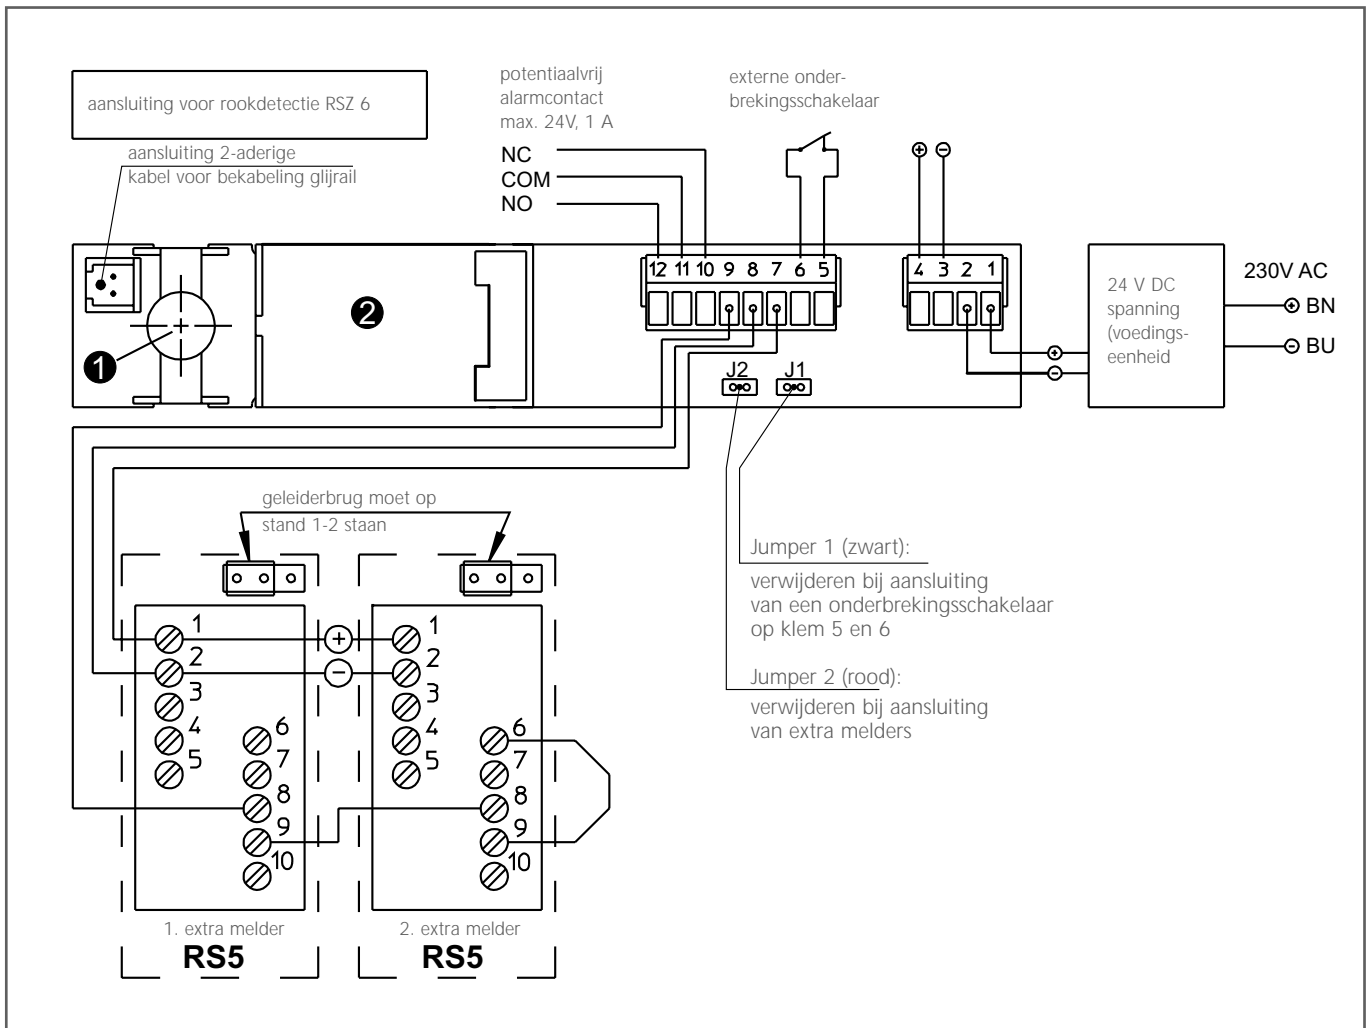 aansluiting voor rookdetectie RSZ 6
aansluiting 2-aderige
kabel voor bekabeling glijrail
potentiaalvrij
alarmcontact
max. 24V, 1 A
NC
COM
NO
externe onder-
brekingsschakelaar
+ −
12 11 10 9 8 7 6 5
4 3 2 1
1
2
J2 J1
+
−
24 V DC
spanning
(voedings-
eenheid
230V AC
+ BN
− BU
geleiderbrug moet op
stand 1-2 staan
Jumper 1 (zwart):
verwijderen bij aansluiting
van een onderbrekingsschakelaar
op klem 5 en 6
Jumper 2 (rood):
verwijderen bij aansluiting
van extra melders
1
2
3
4
5
6
7
8
9
10
+
−
1
2
3
4
5
6
7
8
9
10
1. extra melder
RS5
2. extra melder
RS5